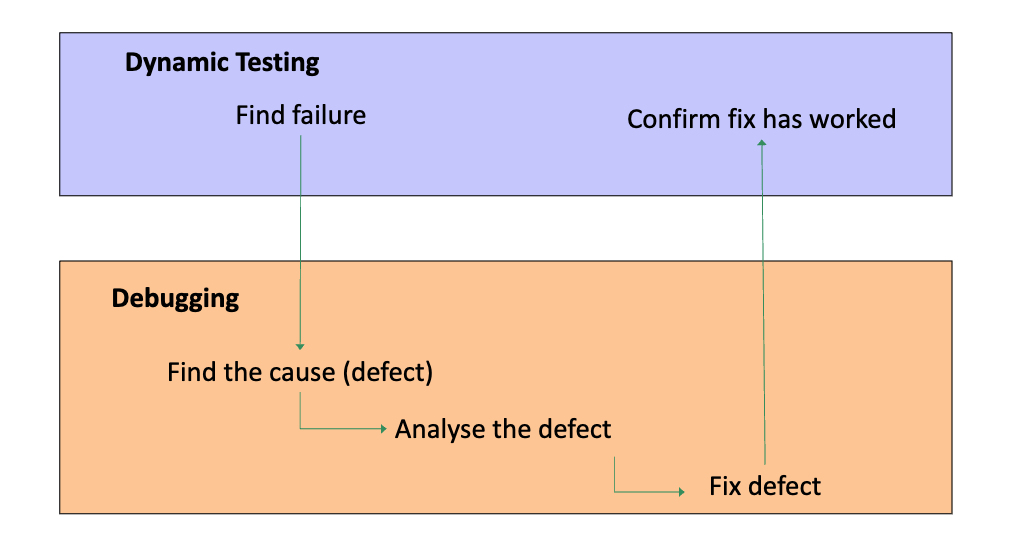 Dynamic Testing
Find failure
Confirm fix has worked
Debugging
Find the cause (defect)
Analyse the defect
Fix defect